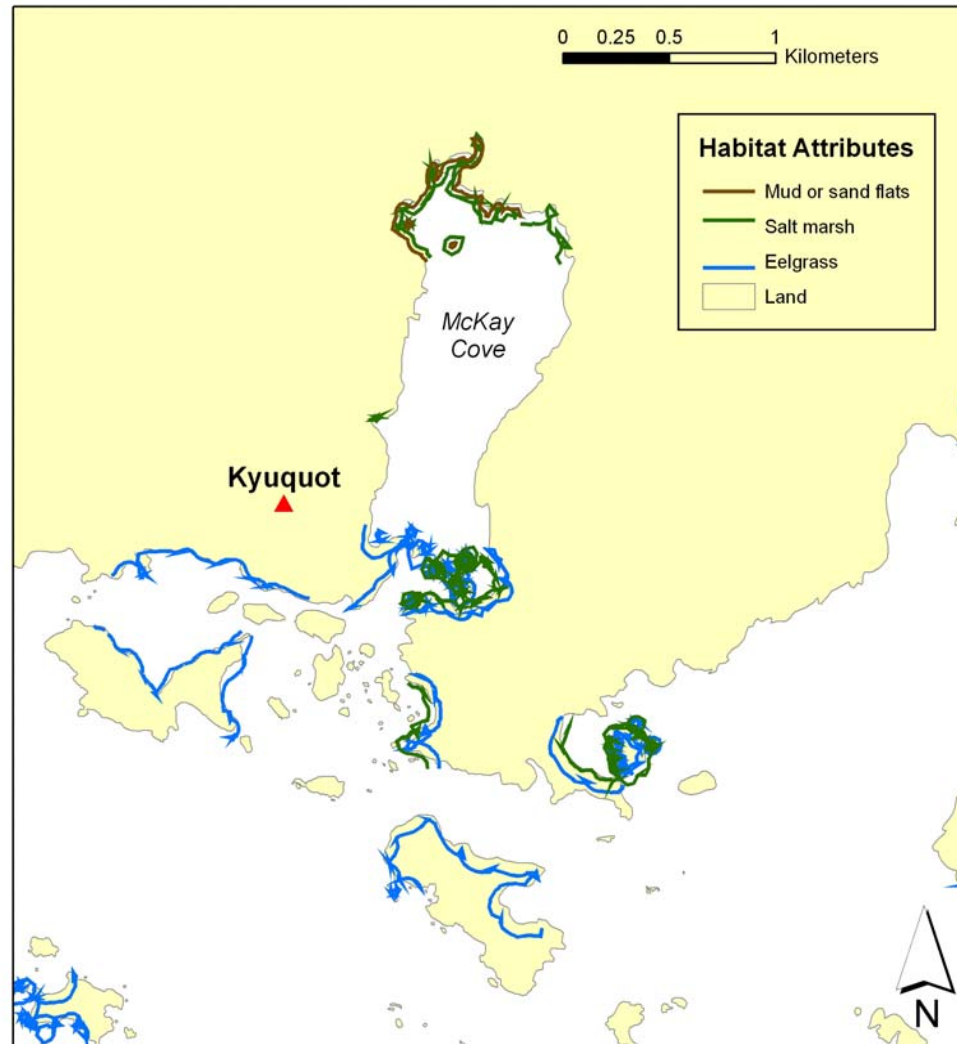 0 0.25 0.5 1
Kilometers
Habitat Attributes
Mud or sand flats
Salt marsh
Eelgrass
Land
McKay
Cove
Kyuquot
N